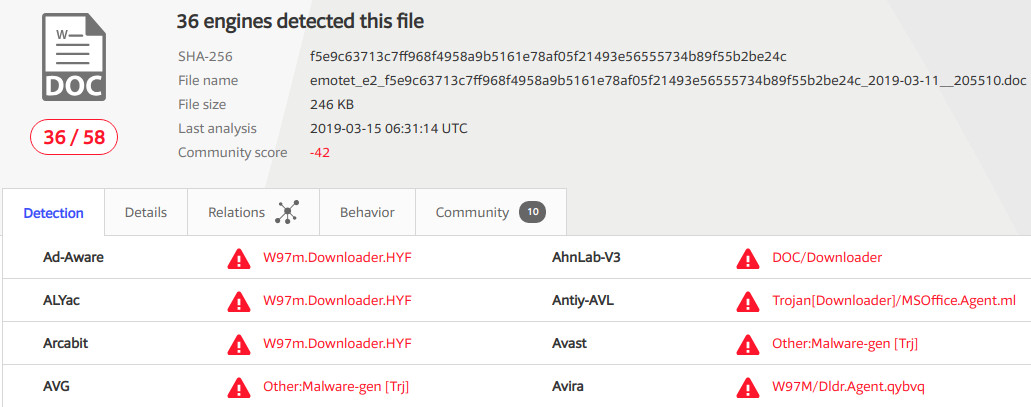 W
DOC
36 / 58
36 engines detected this file
SHA-256 f5e9c63713c7ff968f4958a9b5161e78af05f21493e56555734b89f55b2be24c
File name emotet_e2_f5e9c63713c7ff968f4958a9b5161e78af05f21493e56555734b89f55b2be24c_2019-03-11__205510.doc
File size 246 KB
Last analysis 2019-03-15 06:31:14 UTC
Community score -42
Detection Details Relations Behavior Community 10
Ad-Aware W97m.Downloader.HYF AhnLab-V3 DOC/Downloader
ALYac W97m.Downloader.HYF Antiy-AVL Trojan[Downloader]/MSOffice.Agent.ml
Arcabit W97m.Downloader.HYF Avast Other:Malware-gen [Trj]
AVG Other:Malware-gen [Trj] Avira W97M/Dldr.Agent.qybvq